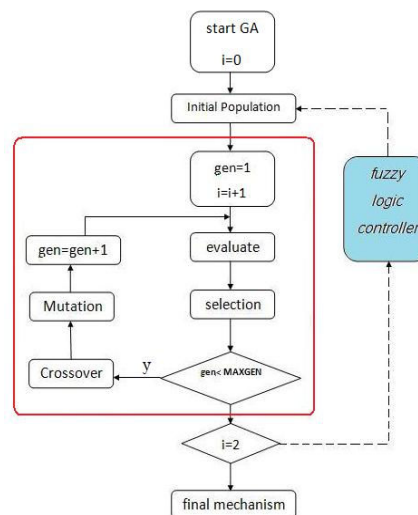 start GA
i=0
Initial Population
gen=1
i=i+1
fuzzy
logic
controller
gen=gen+1
evaluate
Mutation
selection
Crossover
y
gen< MAXGEN
i=2
final mechanism